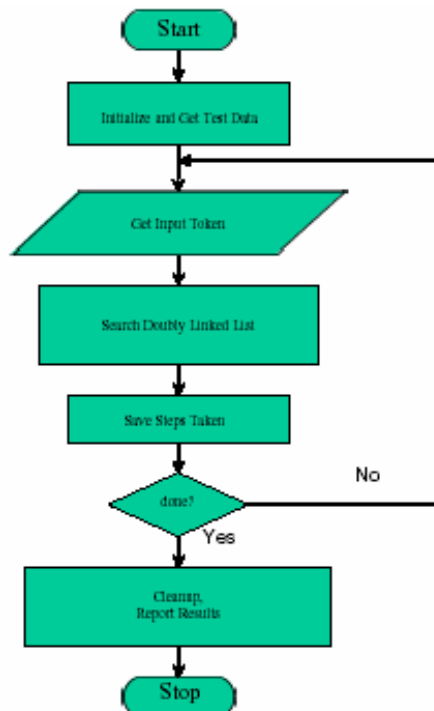 Start
Initialize and Get Test Data
Get Input Token
Search Doubly Linked List
Save Steps Taken
done?
No
Yes
Cleanup,
Report Results
Stop